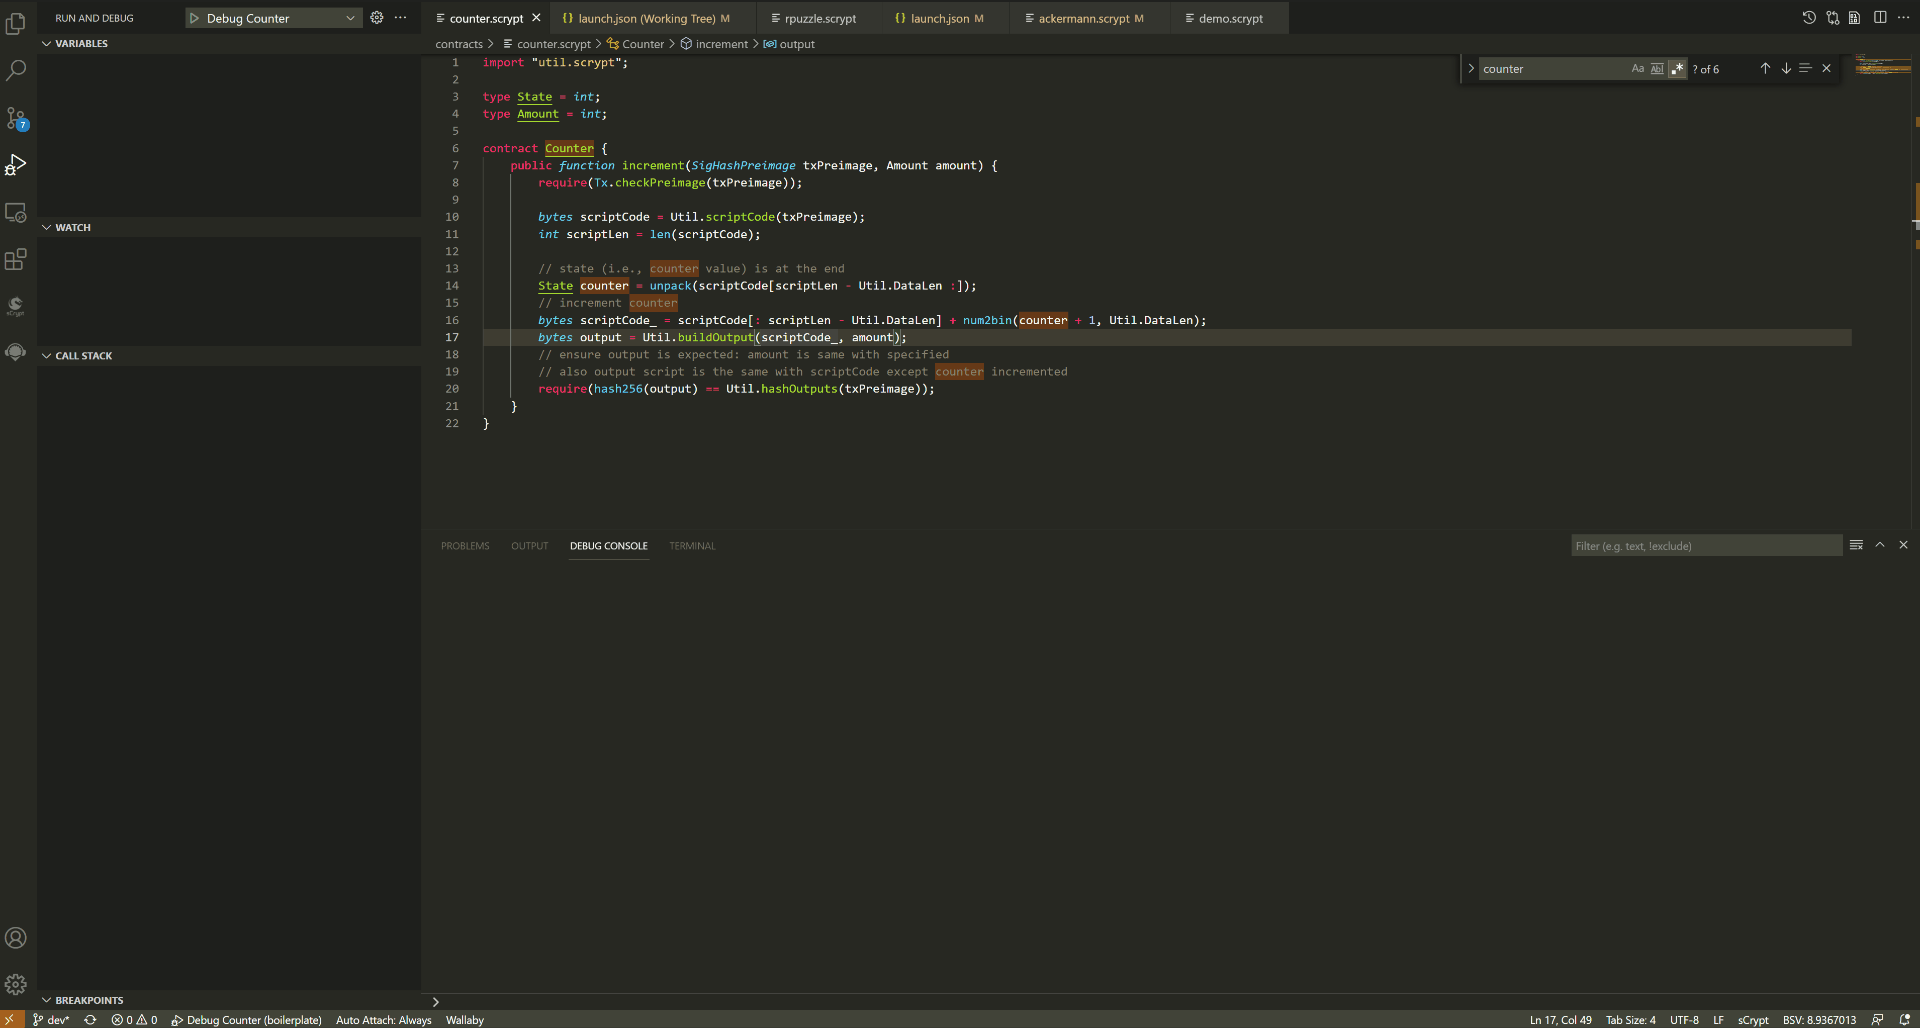 RUN AND DEBUG
Debug Counter
counter.scrypt
launch.json (Working Tree) M
rpuzzle.scrypt
launch.json M
ackermann.scrypt M
demo.scrypt
VARIABLES
contracts > counter.scrypt > Counter > increment > output
1 import "util.scrypt";
2
3 type State = int;
4 type Amount = int;
5
6 contract Counter {
7 public function increment(SigHashPreimage txPreimage, Amount amount) {
8 require(Tx.checkPreimage(txPreimage));
9
10 bytes scriptCode = Util.scriptCode(txPreimage);
11 int scriptLen = len(scriptCode);
12
13 // state (i.e., counter value) is at the end
14 State counter = unpack(scriptCode[scriptLen - Util.DataLen :]);
15 // increment counter
16 bytes scriptCode_ = scriptCode[: scriptLen - Util.DataLen] + num2bin(counter + 1, Util.DataLen);
17 bytes output = Util.buildOutput(scriptCode_, amount);
18 // ensure output is expected: amount is same with specified
19 // also output script is the same with scriptCode except counter incremented
20 require(hash256(output) == Util.hashOutputs(txPreimage));
21 }
22 }
counter
Aa Abl .*
? of 6
7
WATCH
sCrypt
CALL STACK
PROBLEMS
OUTPUT
DEBUG CONSOLE
TERMINAL
Filter (e.g. text, !exclude)
BREAKPOINTS
>
dev*
0
0
Debug Counter (boilerplate)
Auto Attach: Always
Wallaby
Ln 17, Col 49
Tab Size: 4
UTF-8
LF
sCrypt
BSV: 8.9367013